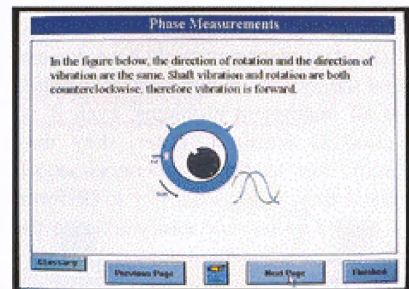 Phase Measurements
In the figure below, the direction of rotation and the direction of
vibration are the same. Shaft vibration and rotation are both
counterclockwise, therefore vibration is forward.
Glossary
Previous Page
Next Page
Finished